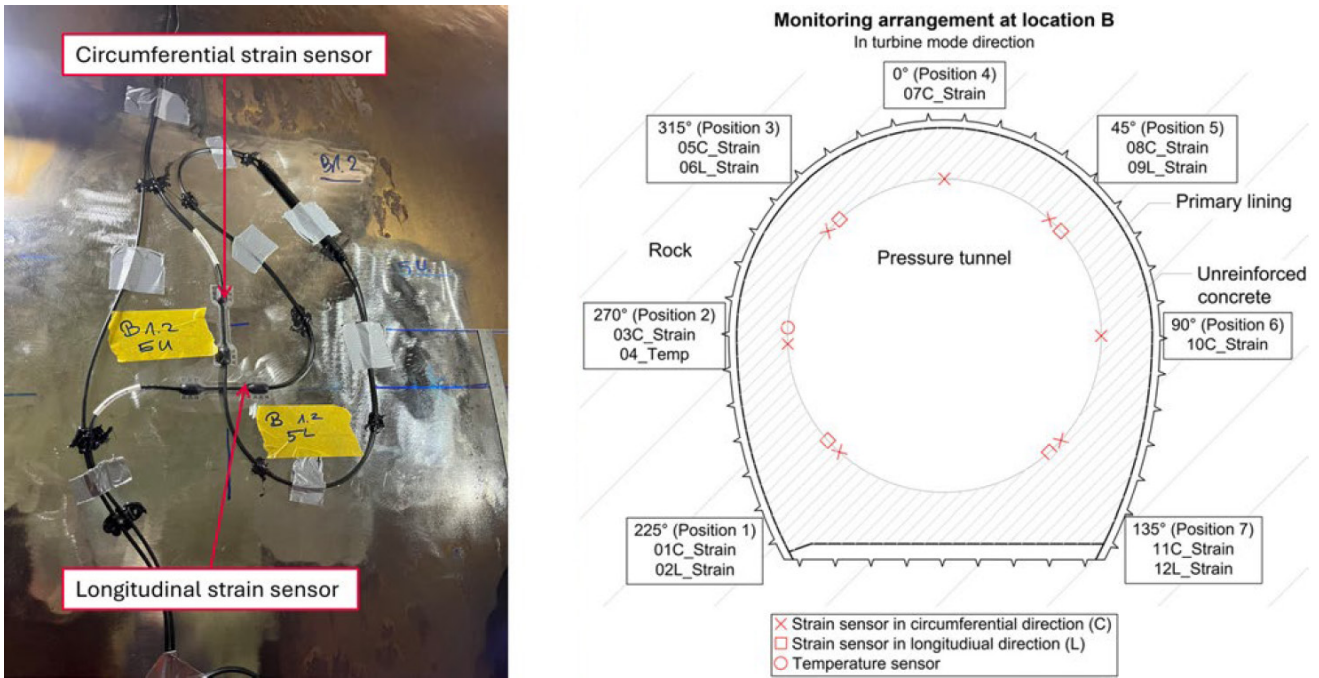 Circumferential strain sensor
B1.2
5U
B 1.2
5U
B 1.2
5L
Longitudinal strain sensor
Monitoring arrangement at location B
In turbine mode direction
0° (Position 4)
07C_Strain
315° (Position 3)
05C_Strain
06L_Strain
45° (Position 5)
08C_Strain
09L_Strain
Primary lining
Rock
Pressure tunnel
Unreinforced
concrete
270° (Position 2)
03C_Strain
04_Temp
90° (Position 6)
10C_Strain
225° (Position 1)
01C_Strain
02L_Strain
135° (Position 7)
11C_Strain
12L_Strain
Strain sensor in circumferential direction (C)
Strain sensor in longitudiual direction (L)
Temperature sensor